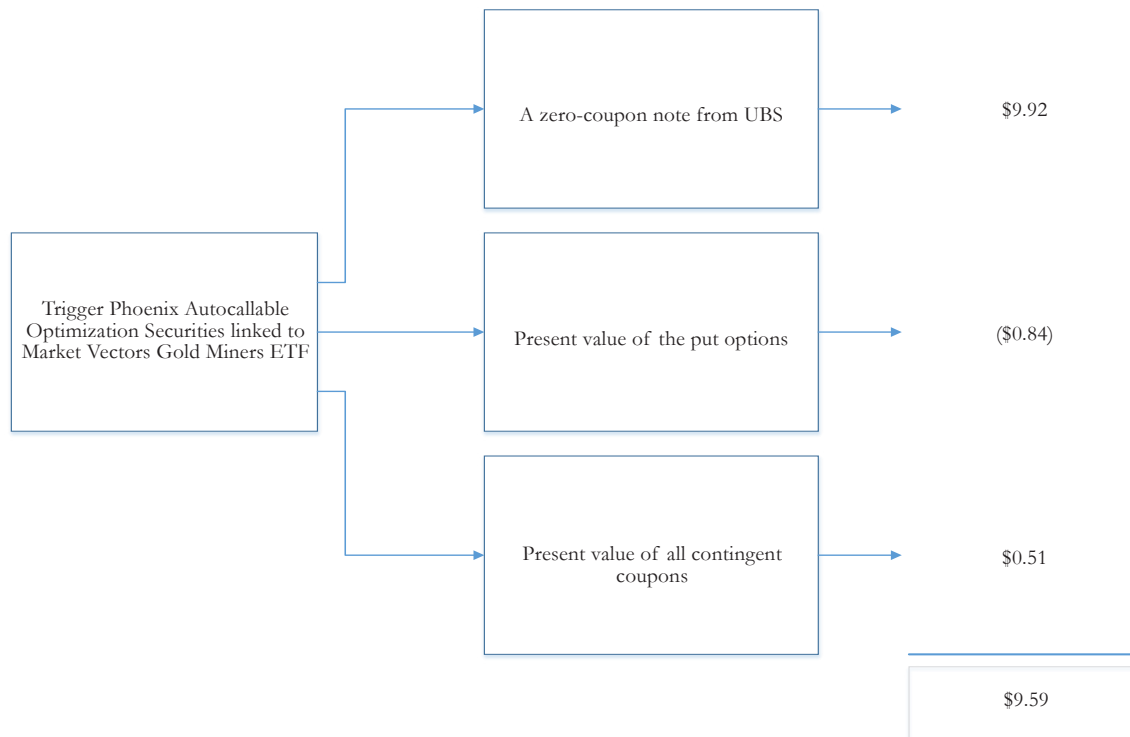 A zero-coupon note from UBS
$9.92
Trigger Phoenix Autocallable
Optimization Securities linked to
Market Vectors Gold Miners ETF
Present value of the put options
($0.84)
Present value of all contingent
coupons
$0.51
$9.59